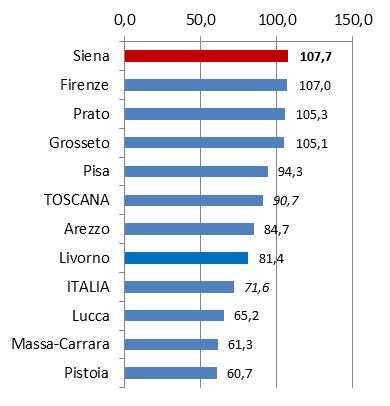 0,0 50,0 100,0 150,0
Siena 107,7
Firenze 107,0
Prato 105,3
Grosseto 105,1
Pisa 94,3
TOSCANA 90,7
Arezzo 84,7
Livorno 81,4
ITALIA 71,6
Lucca 65,2
Massa-Carrara 61,3
Pistoia 60,7